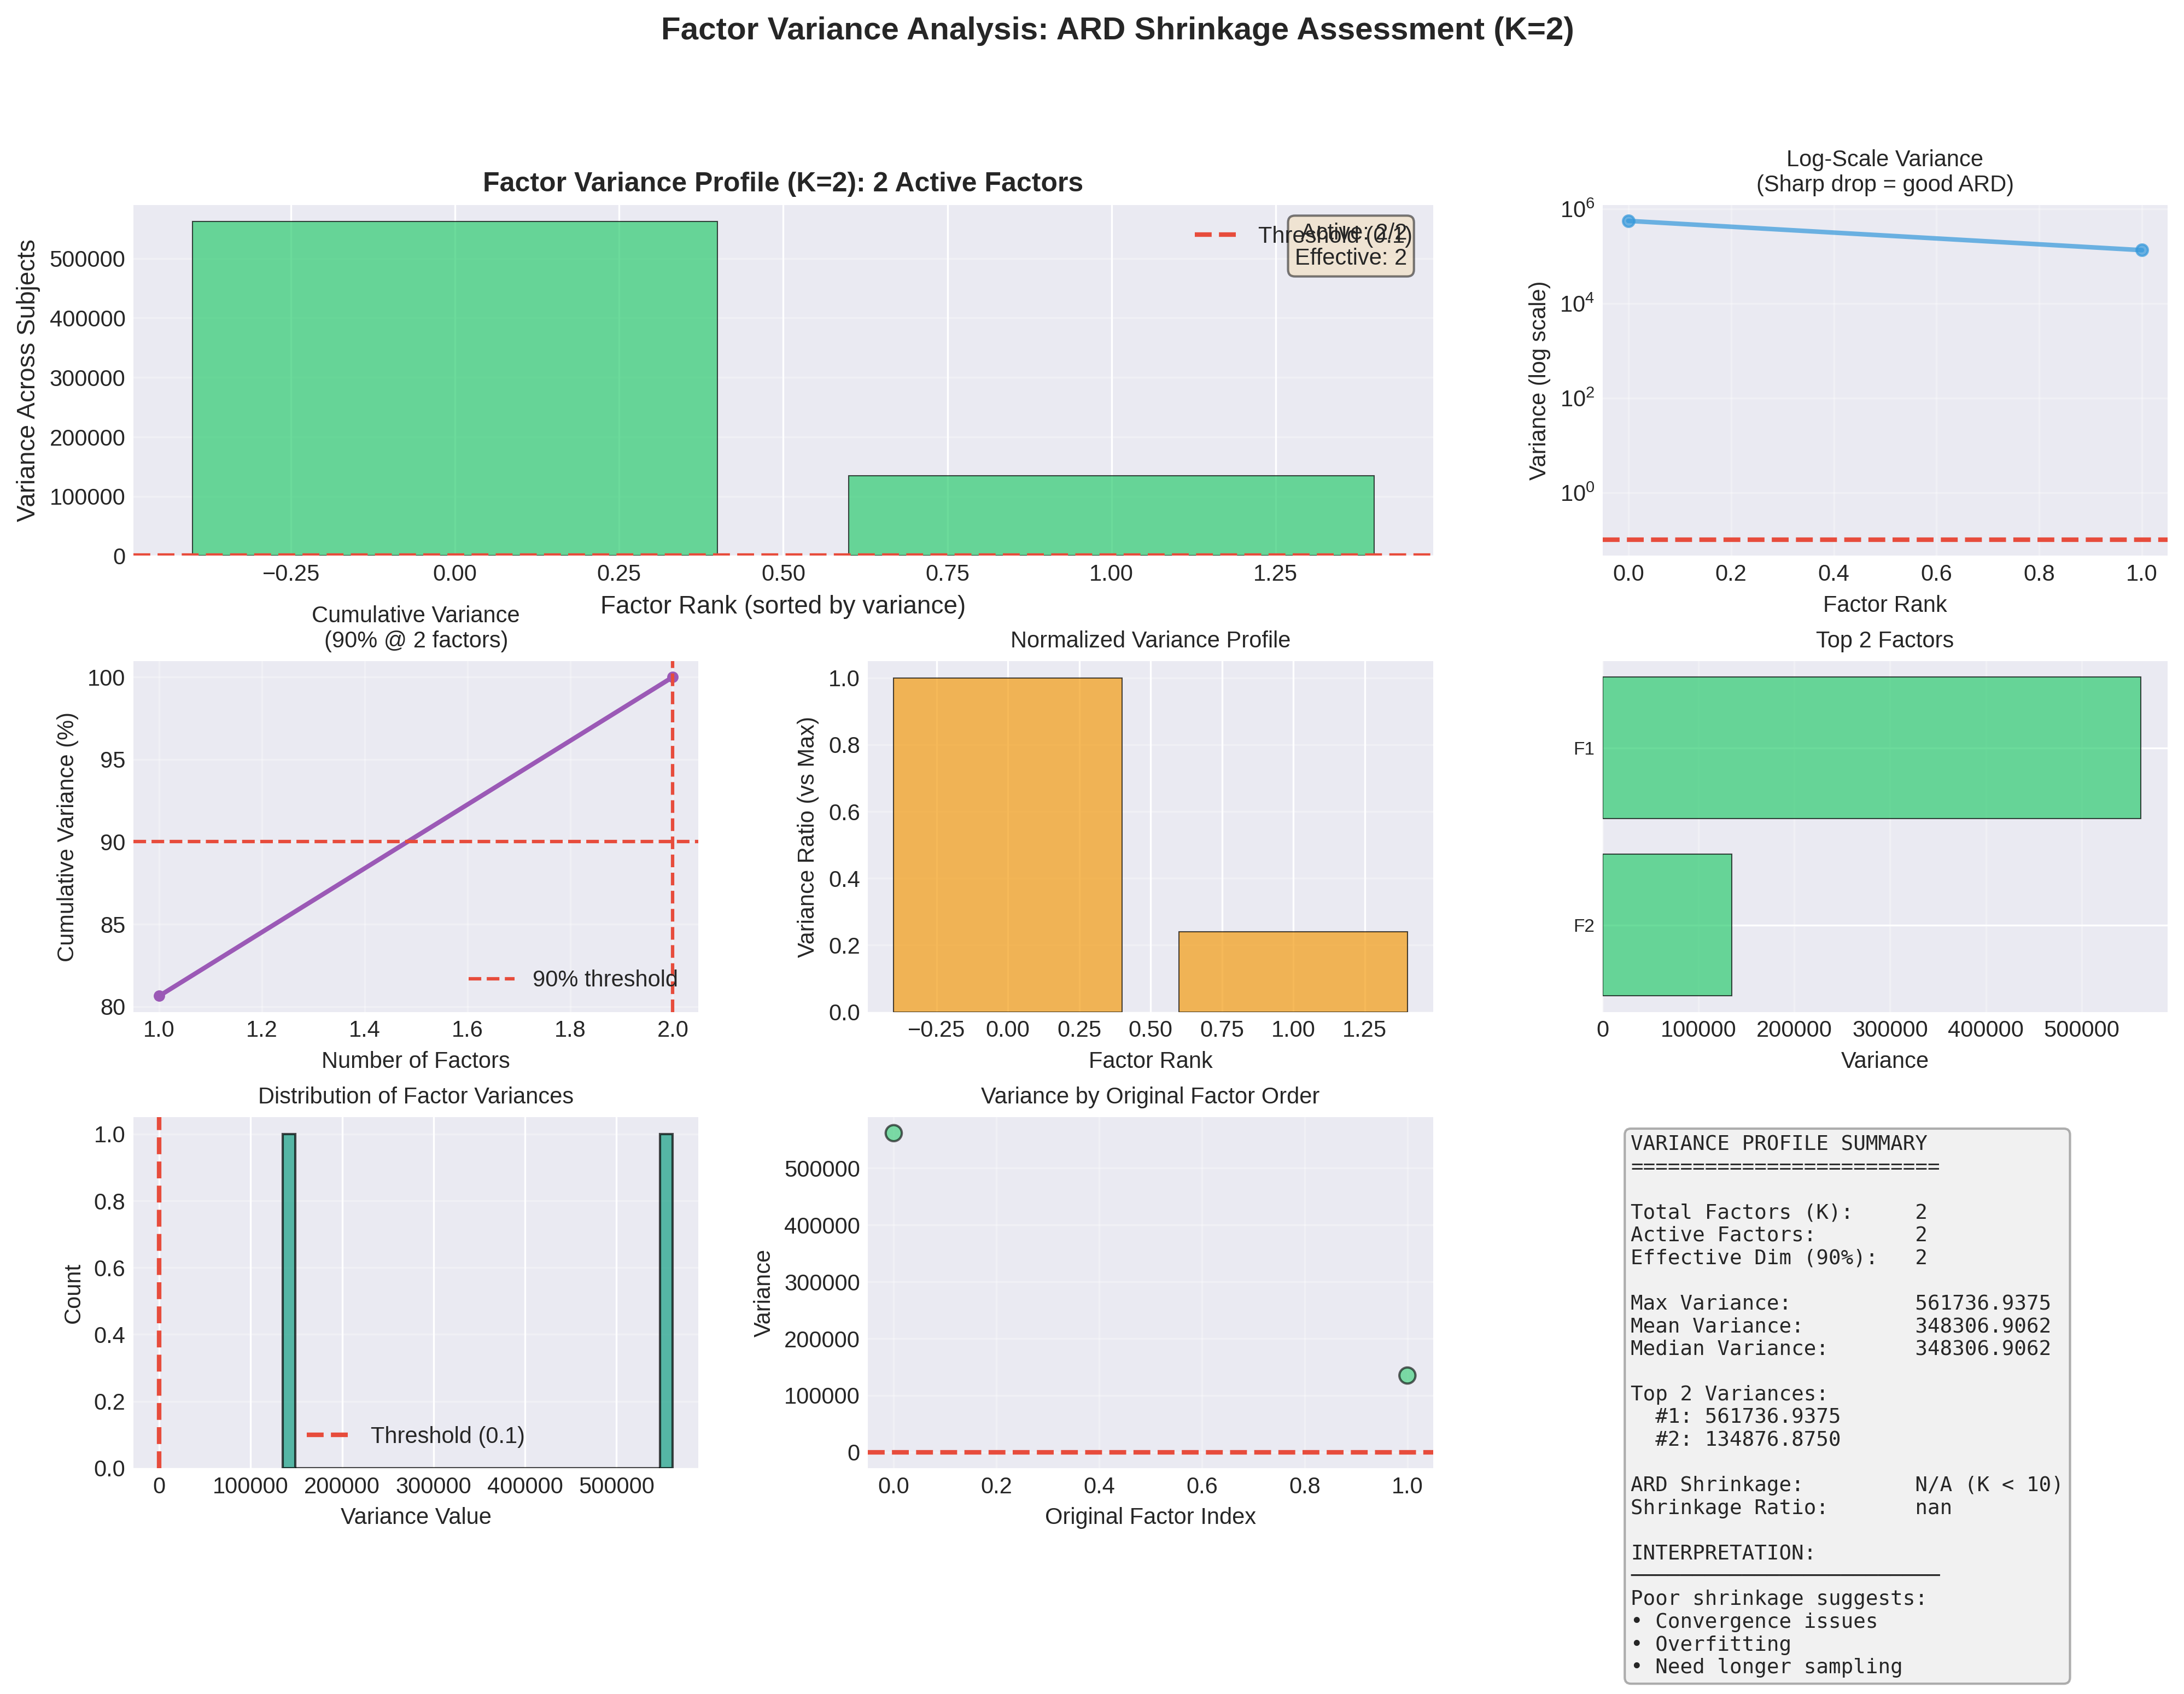 Factor Variance Analysis: ARD Shrinkage Assessment (K=2)
Factor Variance Profile (K=2): 2 Active Factors
Variance Across Subjects
500000
400000
300000
200000
100000
0
Threshold (0.1)
Active: 2/2
Effective: 2
−0.25 0.00 0.25 0.50 0.75 1.00 1.25
Factor Rank (sorted by variance)
Log-Scale Variance
(Sharp drop = good ARD)
Variance (log scale)
10^6
10^4
10^2
10^0
0.0 0.2 0.4 0.6 0.8 1.0
Factor Rank
Cumulative Variance
(90% @ 2 factors)
Cumulative Variance (%)
100
95
90
85
80
90% threshold
1.0 1.2 1.4 1.6 1.8 2.0
Number of Factors
Normalized Variance Profile
Variance Ratio (vs Max)
1.0
0.8
0.6
0.4
0.2
0.0
−0.25 0.00 0.25 0.50 0.75 1.00 1.25
Factor Rank
Top 2 Factors
F1
F2
0 100000 200000 300000 400000 500000
Variance
Distribution of Factor Variances
Count
1.0
0.8
0.6
0.4
0.2
0.0
Threshold (0.1)
0 100000 200000 300000 400000 500000
Variance Value
Variance by Original Factor Order
Variance
500000
400000
300000
200000
100000
0
0.0 0.2 0.4 0.6 0.8 1.0
Original Factor Index
VARIANCE PROFILE SUMMARY
=========================
Total Factors (K): 2
Active Factors: 2
Effective Dim (90%): 2
Max Variance: 561736.9375
Mean Variance: 348306.9062
Median Variance: 348306.9062
Top 2 Variances:
#1: 561736.9375
#2: 134876.8750
ARD Shrinkage: N/A (K < 10)
Shrinkage Ratio: nan
INTERPRETATION:
─────────────────────────
Poor shrinkage suggests:
• Convergence issues
• Overfitting
• Need longer sampling